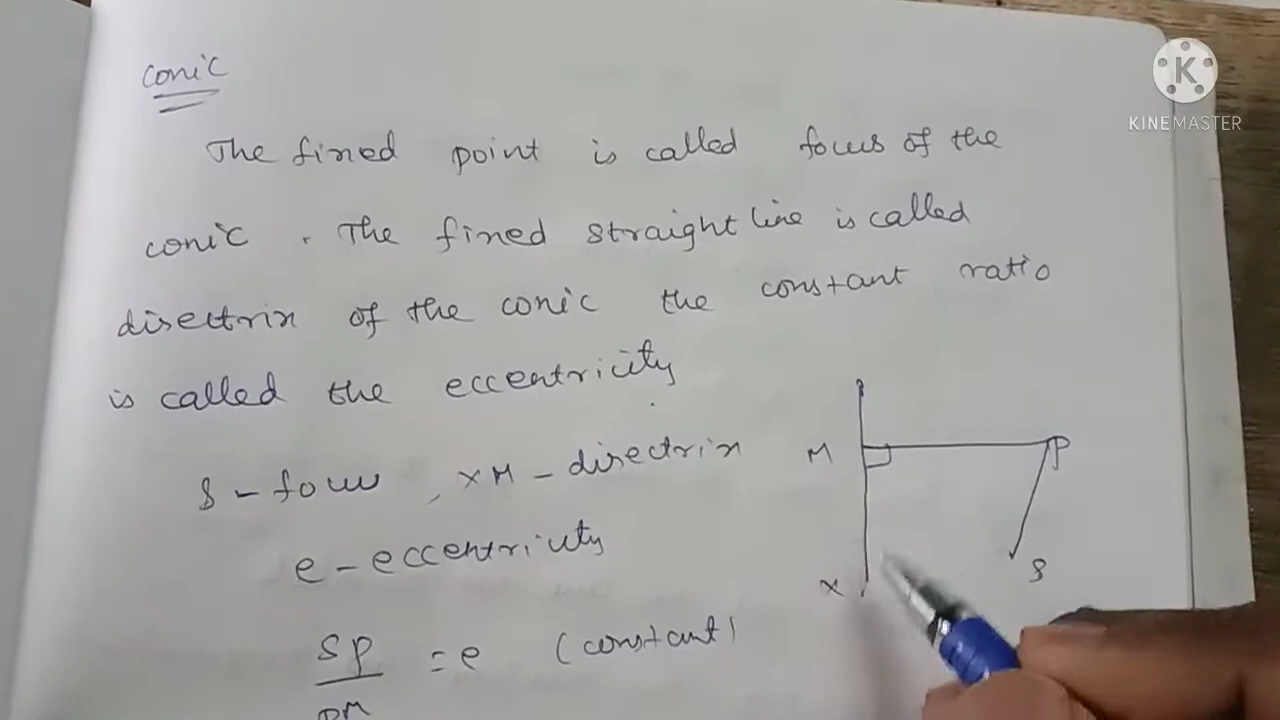 conic
The fixed point is called focus of the
conic . The fixed straight line is called
directrix of the conic the constant ratio
is called the eccentricity
S - focus , XM - directrix
e - eccentricity
SP
PM
= e (constant)
M
P
X
S
K
KINEMASTER